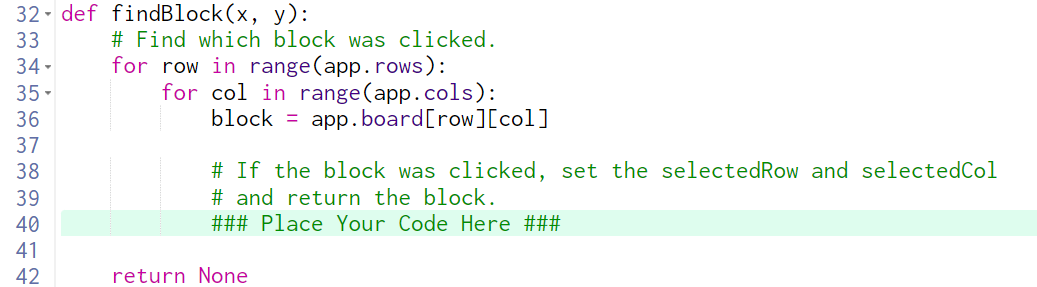 32 def findBlock(x, y):
33     # Find which block was clicked.
34     for row in range(app.rows):
35         for col in range(app.cols):
36             block = app.board[row][col]
37
38             # If the block was clicked, set the selectedRow and selectedCol
39             # and return the block.
40             ### Place Your Code Here ###
41
42     return None